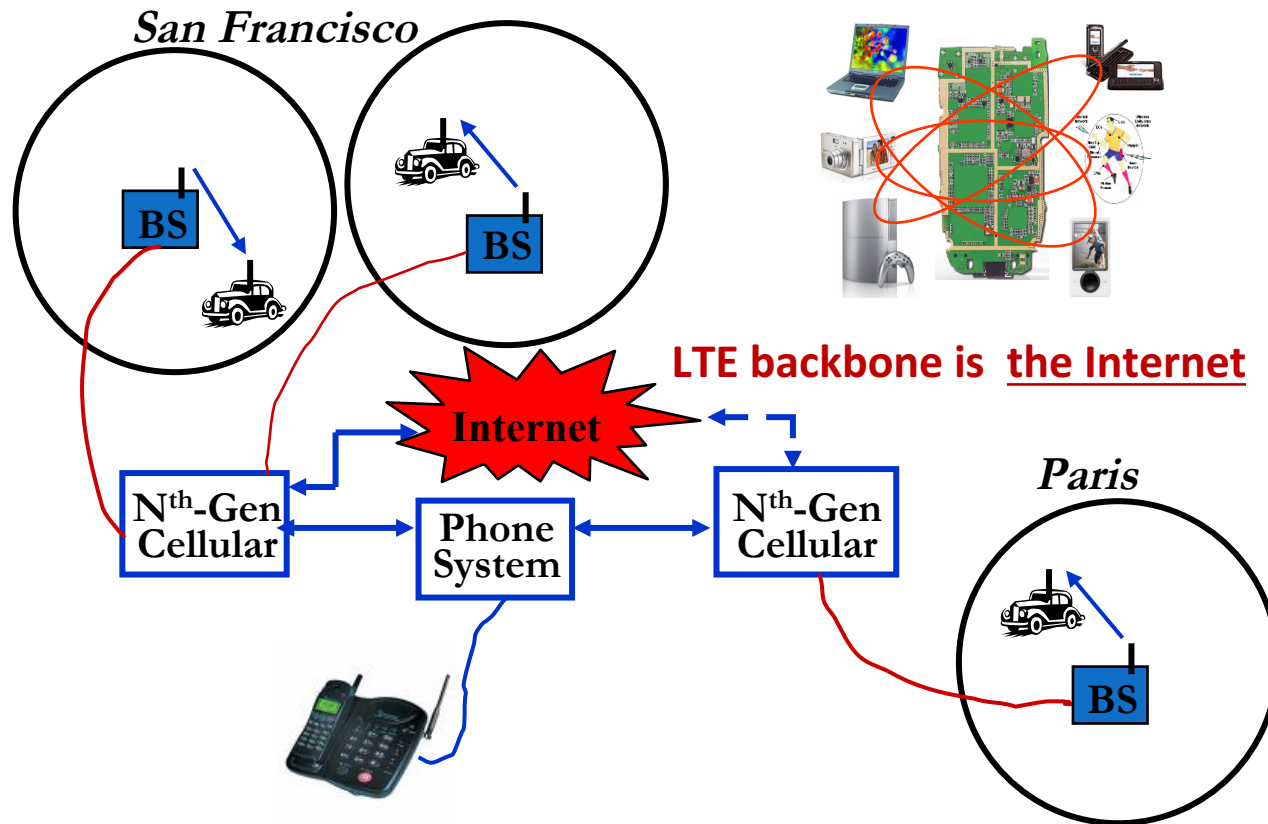 San Francisco
BS
BS
LTE backbone is the Internet
Internet
Nth-Gen
Cellular
Phone
System
Nth-Gen
Cellular
Paris
BS